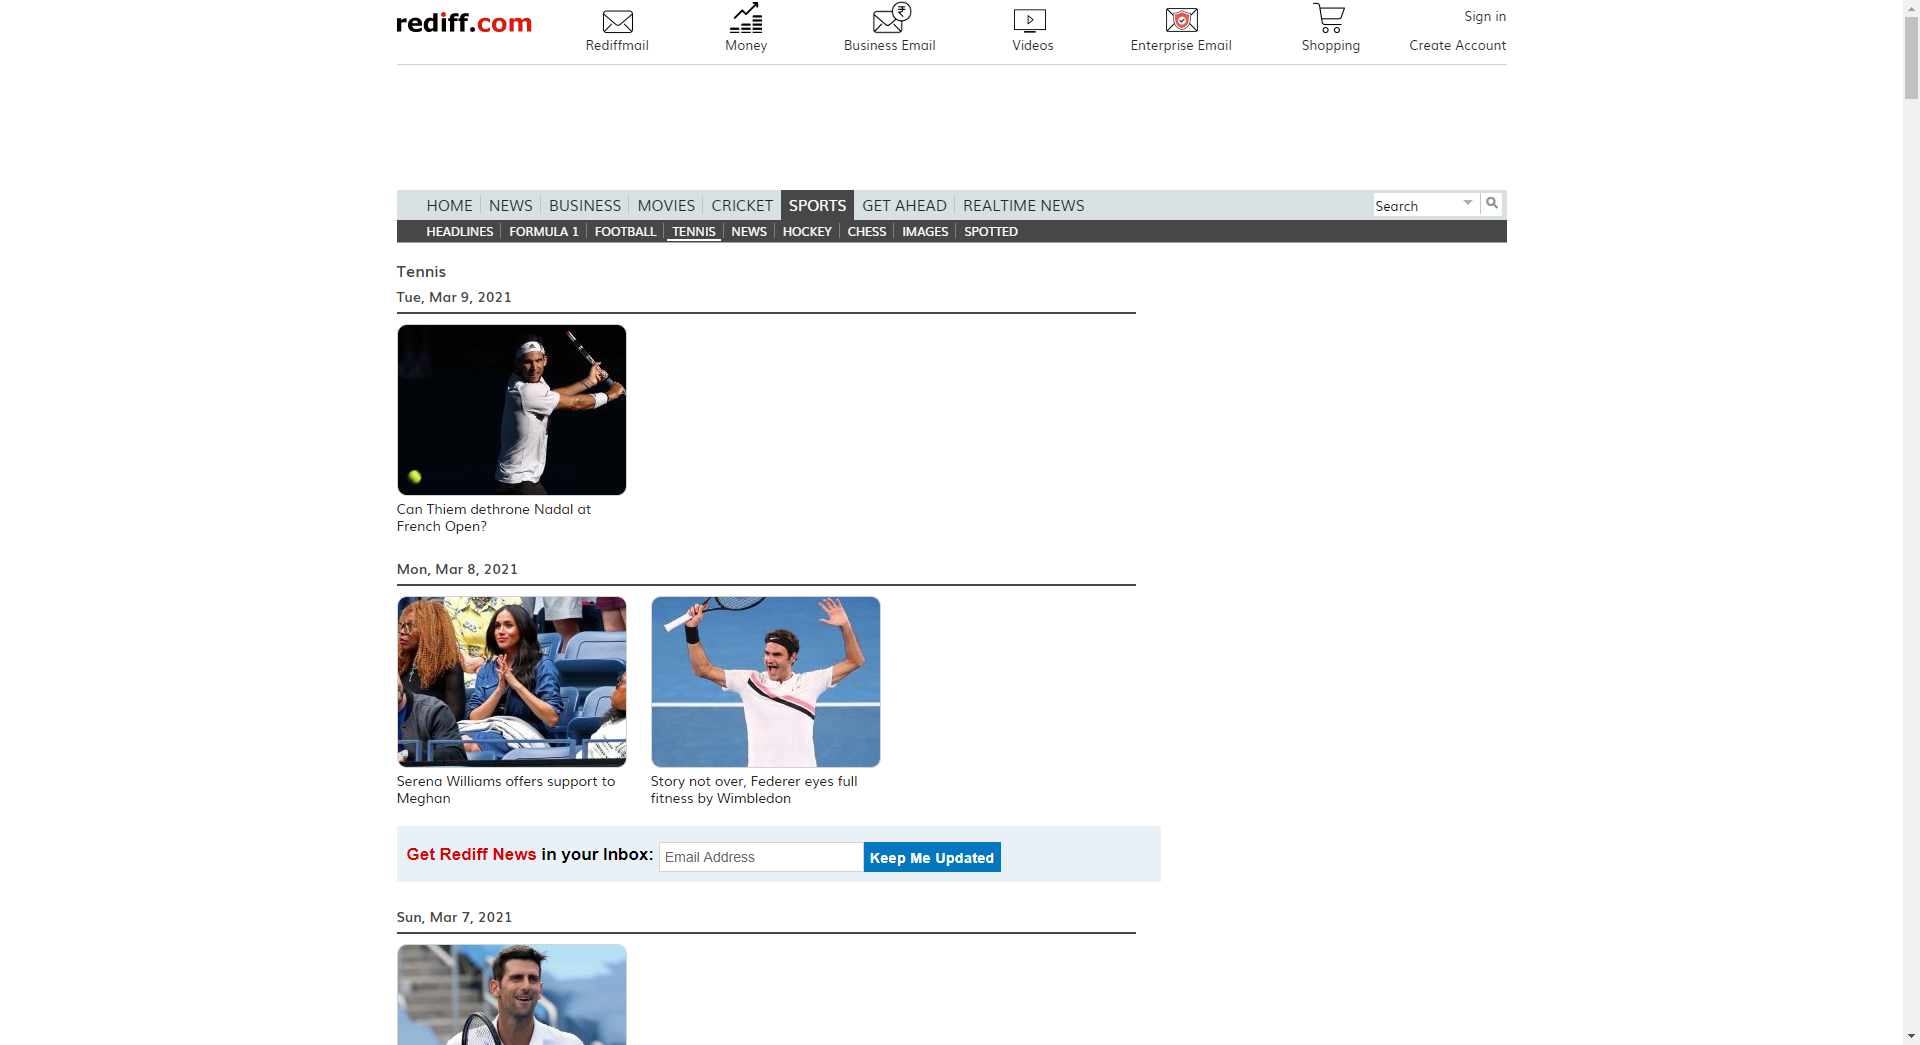 rediff.com
Rediffmail
Money
Business Email
Videos
Enterprise Email
Shopping
Sign in
Create Account
HOME NEWS BUSINESS MOVIES CRICKET SPORTS GET AHEAD REALTIME NEWS
Search
HEADLINES FORMULA 1 FOOTBALL TENNIS NEWS HOCKEY CHESS IMAGES SPOTTED
Tennis
Tue, Mar 9, 2021
Can Thiem dethrone Nadal at
French Open?
Mon, Mar 8, 2021
Serena Williams offers support to
Meghan
Story not over, Federer eyes full
fitness by Wimbledon
Get Rediff News in your Inbox: Email Address Keep Me Updated
Sun, Mar 7, 2021